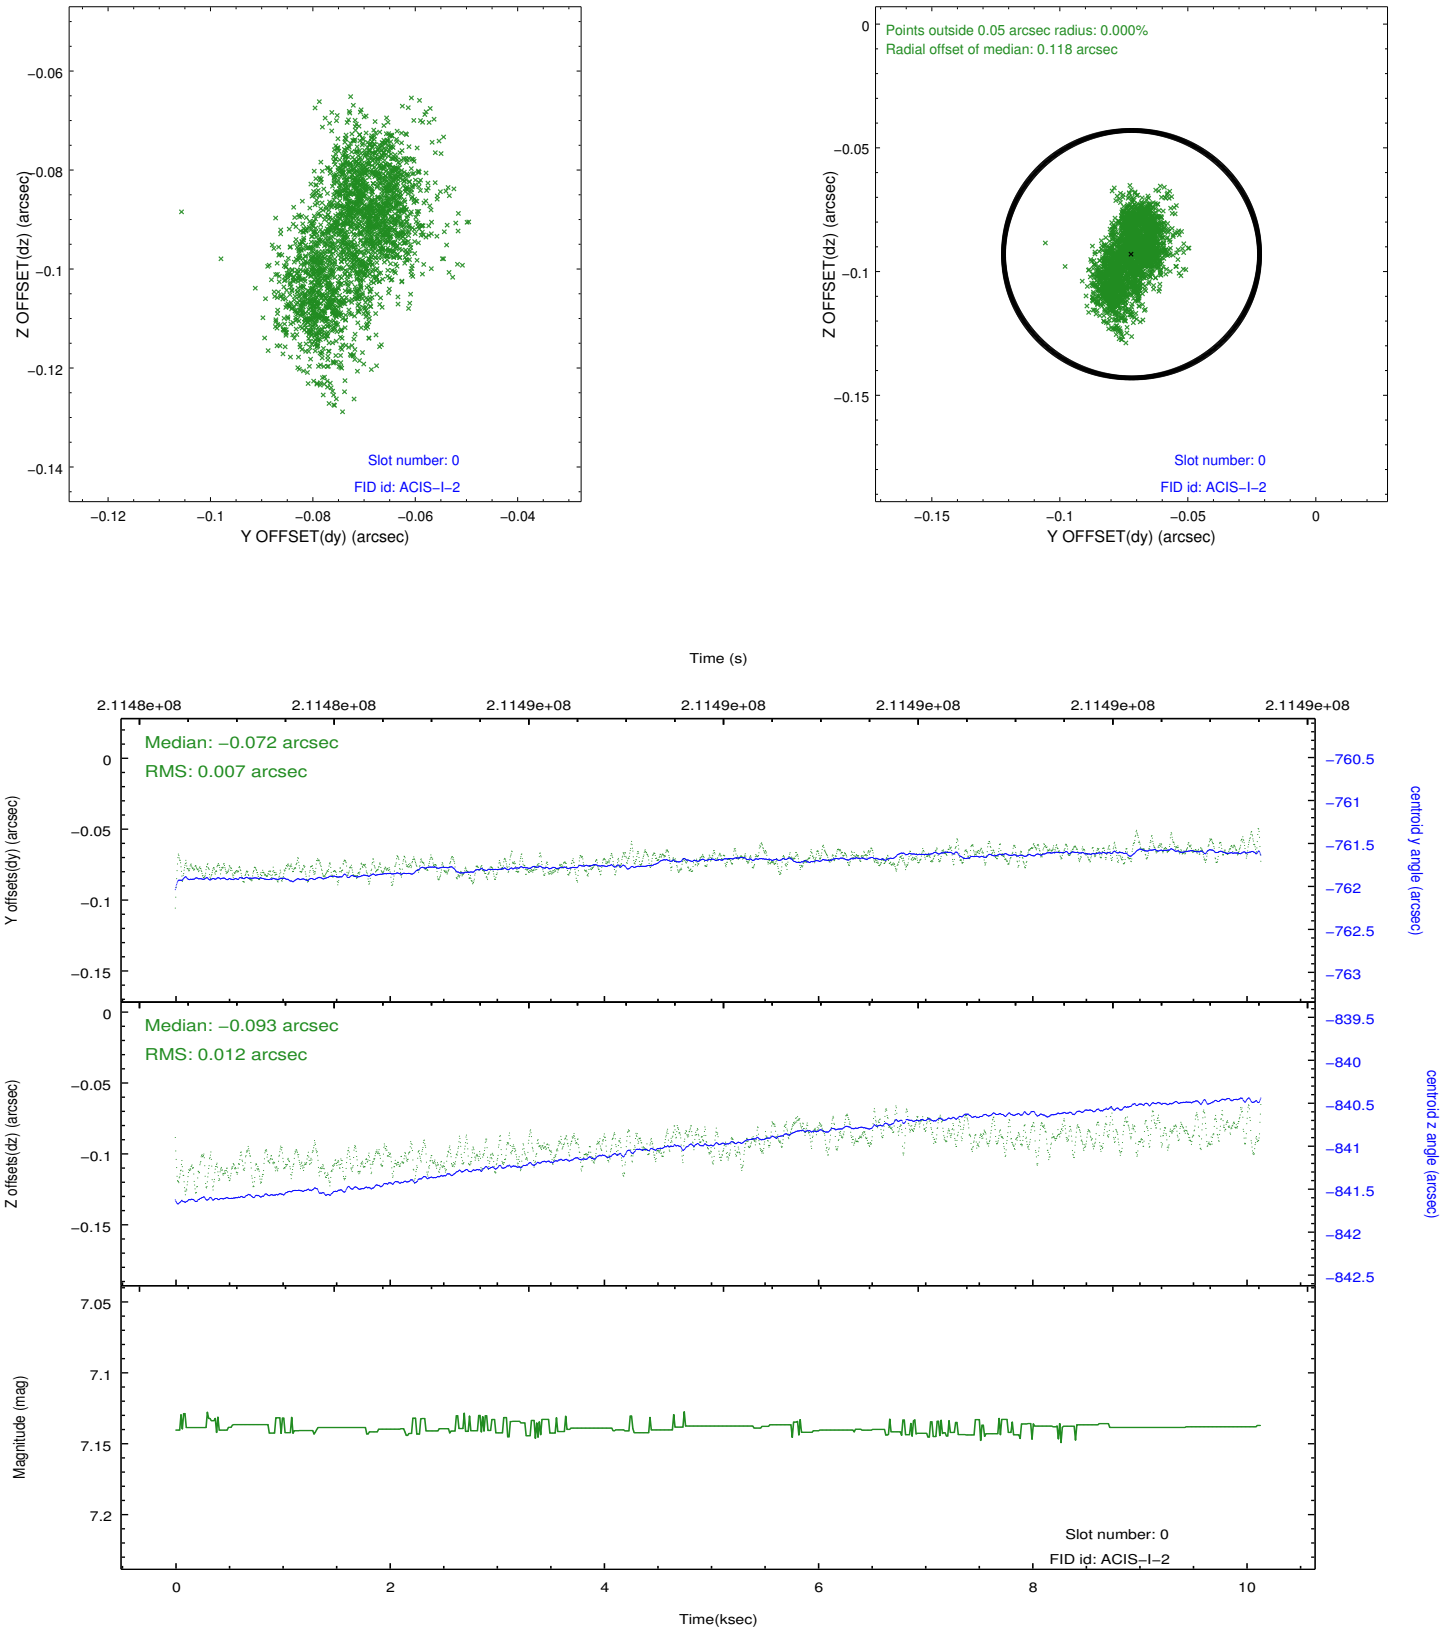 −0.06
−0.08
−0.1
−0.12
−0.14
Z OFFSET(dz) (arcsec)
Slot number: 0
FID id: ACIS−I−2
−0.12 −0.1 −0.08 −0.06 −0.04
Y OFFSET(dy) (arcsec)
Points outside 0.05 arcsec radius: 0.000%
Radial offset of median: 0.118 arcsec
0
−0.05
−0.1
−0.15
Z OFFSET(dz) (arcsec)
Slot number: 0
FID id: ACIS−I−2
−0.15 −0.1 −0.05 0
Y OFFSET(dy) (arcsec)
Time (s)
2.1148e+08 2.1148e+08 2.1149e+08 2.1149e+08 2.1149e+08 2.1149e+08 2.1149e+08
Median: −0.072 arcsec
RMS: 0.007 arcsec
0
−0.05
−0.1
−0.15
Y offsets(dy) (arcsec)
−760.5
−761
−761.5
−762
−762.5
−763
centroid y angle (arcsec)
Median: −0.093 arcsec
RMS: 0.012 arcsec
0
−0.05
−0.1
−0.15
Z offsets(dz) (arcsec)
−839.5
−840
−840.5
−841
−841.5
−842
−842.5
centroid z angle (arcsec)
7.05
7.1
7.15
7.2
Magnitude (mag)
Slot number: 0
FID id: ACIS−I−2
0 2 4 6 8 10
Time(ksec)